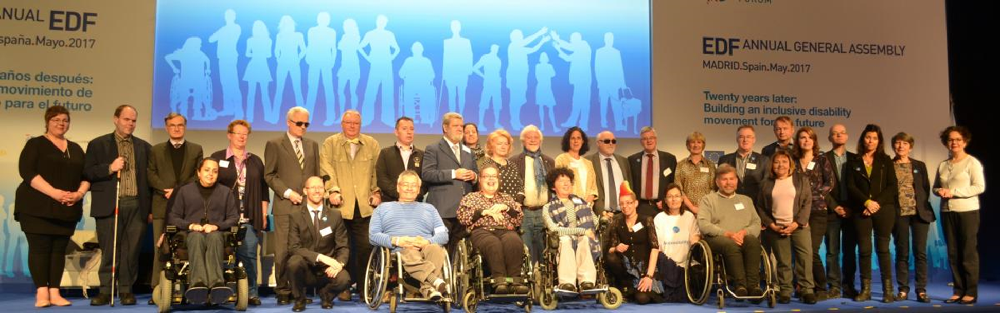 ANNUAL EDF
España.Mayo.2017
años después:
movimiento de
para el futuro
FORUM
EDF ANNUAL GENERAL ASSEMBLY
MADRID.Spain.May.2017
Twenty years later:
Building an inclusive disability
movement for future